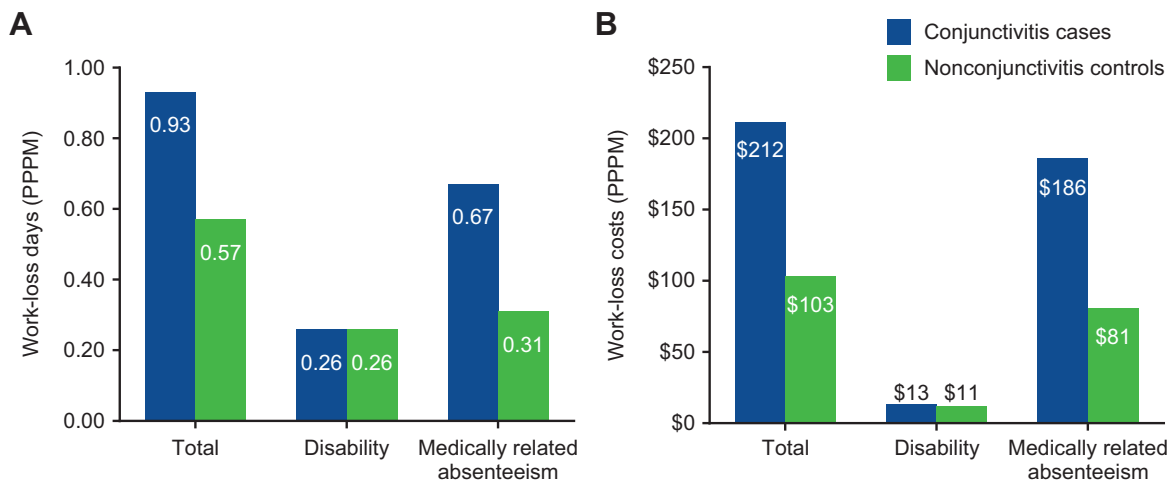 A
Work-loss days (PPPM)
1.00
0.80
0.60
0.40
0.20
0.00
0.93
0.57
0.26
0.26
0.67
0.31
Total
Disability
Medically related
absenteeism
B
Conjunctivitis cases
Nonconjunctivitis controls
Work-loss costs (PPPM)
$250
$200
$150
$100
$50
$0
$212
$103
$13
$11
$186
$81
Total
Disability
Medically related
absenteeism